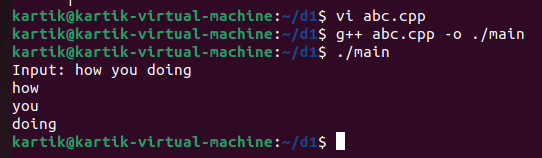 kartik@kartik-virtual-machine:~/d1$ vi abc.cpp
kartik@kartik-virtual-machine:~/d1$ g++ abc.cpp -o ./main
kartik@kartik-virtual-machine:~/d1$ ./main
Input: how you doing
how
you
doing
kartik@kartik-virtual-machine:~/d1$